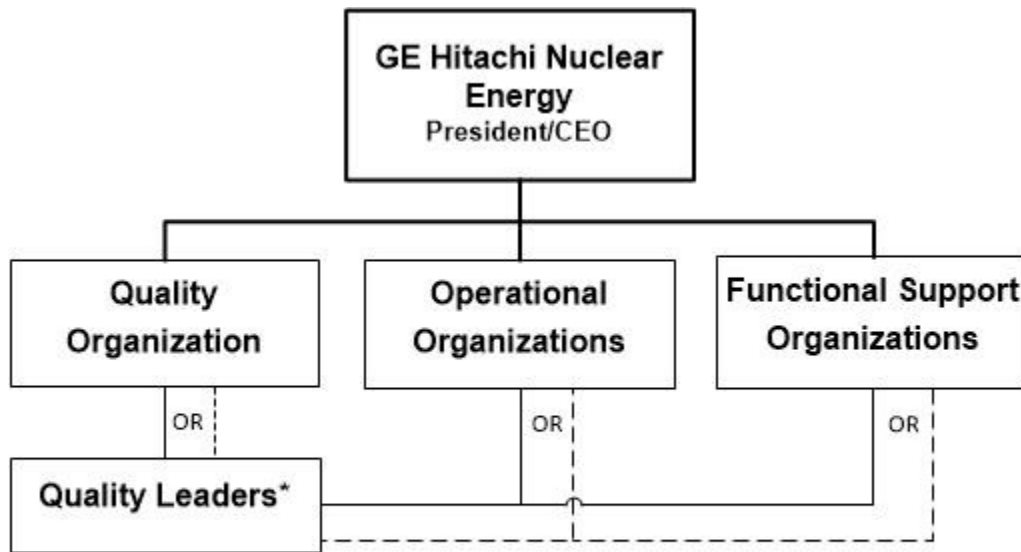 GE Hitachi Nuclear
Energy
President/CEO
Quality
Organization
Operational
Organizations
Functional Support
Organizations
OR
OR
OR
Quality Leaders*